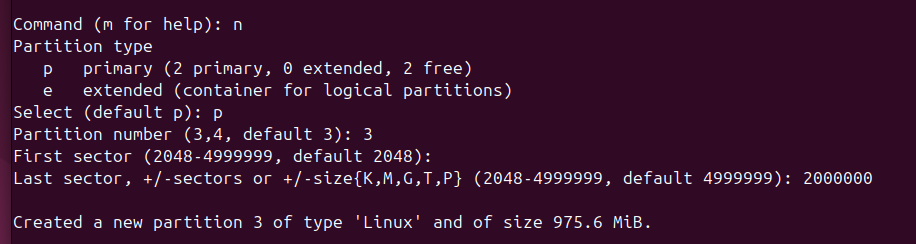 Command (m for help): n
Partition type
   p   primary (2 primary, 0 extended, 2 free)
   e   extended (container for logical partitions)
Select (default p): p
Partition number (3,4, default 3): 3
First sector (2048-4999999, default 2048):
Last sector, +/-sectors or +/-size{K,M,G,T,P} (2048-4999999, default 4999999): 2000000

Created a new partition 3 of type 'Linux' and of size 975.6 MiB.